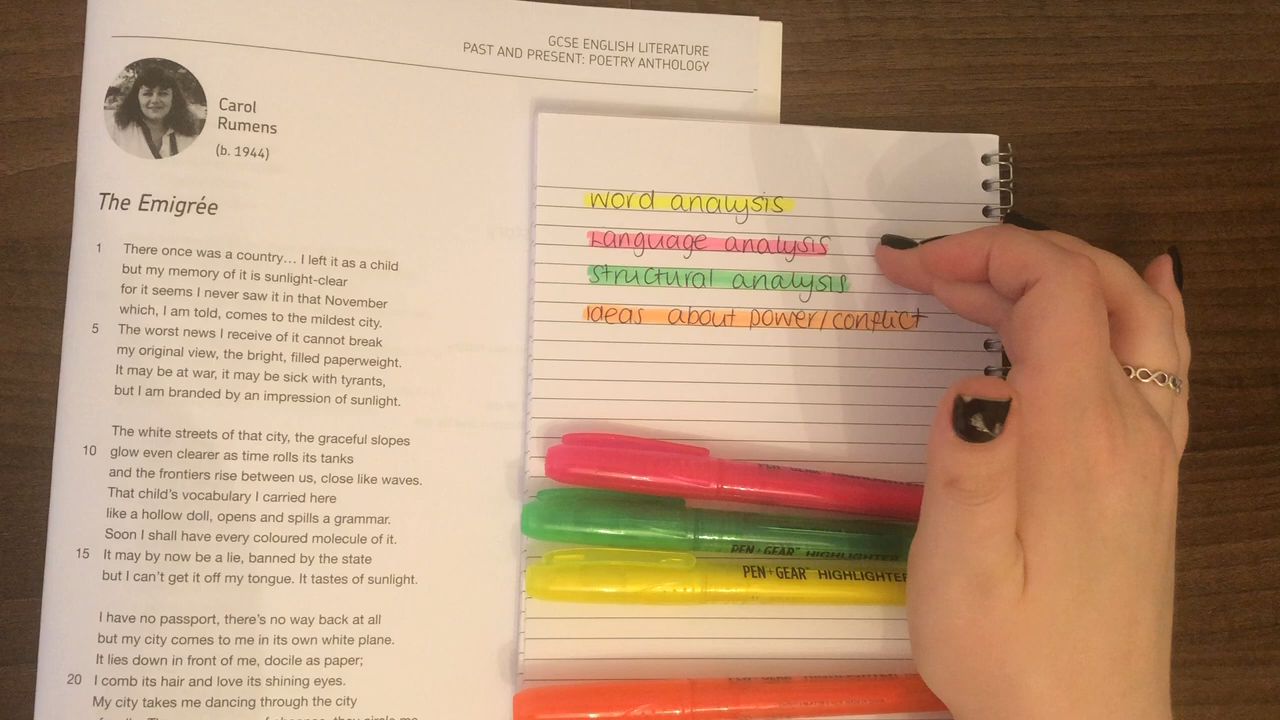 GCSE ENGLISH LITERATURE
PAST AND PRESENT: POETRY ANTHOLOGY
Carol
Rumens
(b. 1944)
The Emigrée
1 There once was a country… I left it as a child
but my memory of it is sunlight-clear
for it seems I never saw it in that November
which, I am told, comes to the mildest city.
5 The worst news I receive of it cannot break
my original view, the bright, filled paperweight.
It may be at war, it may be sick with tyrants,
but I am branded by an impression of sunlight.
The white streets of that city, the graceful slopes
10 glow even clearer as time rolls its tanks
and the frontiers rise between us, close like waves.
That child's vocabulary I carried here
like a hollow doll, opens and spills a grammar.
Soon I shall have every coloured molecule of it.
15 It may by now be a lie, banned by the state
but I can't get it off my tongue. It tastes of sunlight.
I have no passport, there's no way back at all
but my city comes to me in its own white plane.
It lies down in front of me, docile as paper;
20 I comb its hair and love its shining eyes.
My city takes me dancing through the city
word analysis
Language analysis
structural analysis
ideas about power/conflict
PEN+GEAR HIGHLIGHTER
PEN+GEAR™ HIGHLIGHTER